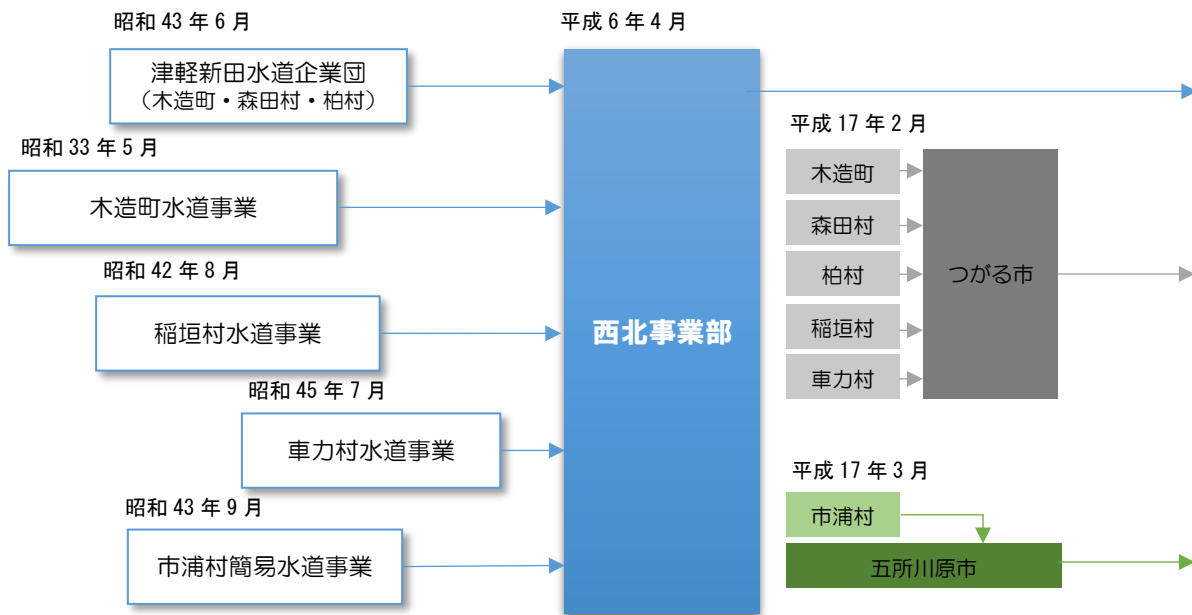 昭和 43 年 6 月
平成 6 年 4 月
津軽新田水道企業団
（木造町・森田村・柏村）
昭和 33 年 5 月
木造町水道事業
昭和 42 年 8 月
稲垣村水道事業
昭和 45 年 7 月
車力村水道事業
昭和 43 年 9 月
市浦村簡易水道事業
西北事業部
平成 17 年 2 月
木造町
森田村
柏村
稲垣村
車力村
つがる市
平成 17 年 3 月
市浦村
五所川原市